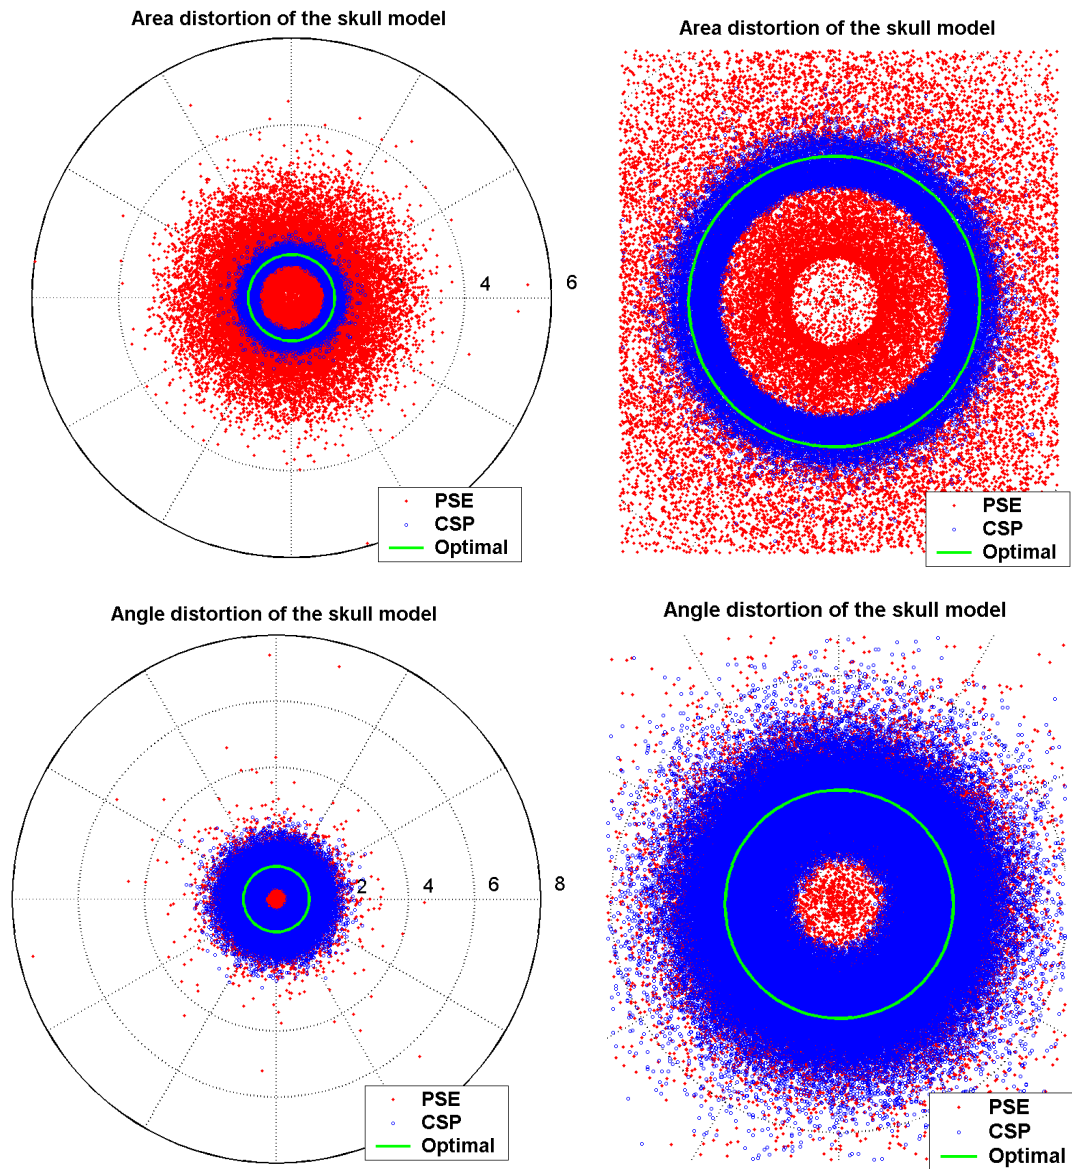 Area distortion of the skull model
2
4
6
PSE
CSP
Optimal
Area distortion of the skull model
PSE
CSP
Optimal
Angle distortion of the skull model
2
4
6
8
PSE
CSP
Optimal
Angle distortion of the skull model
PSE
CSP
Optimal